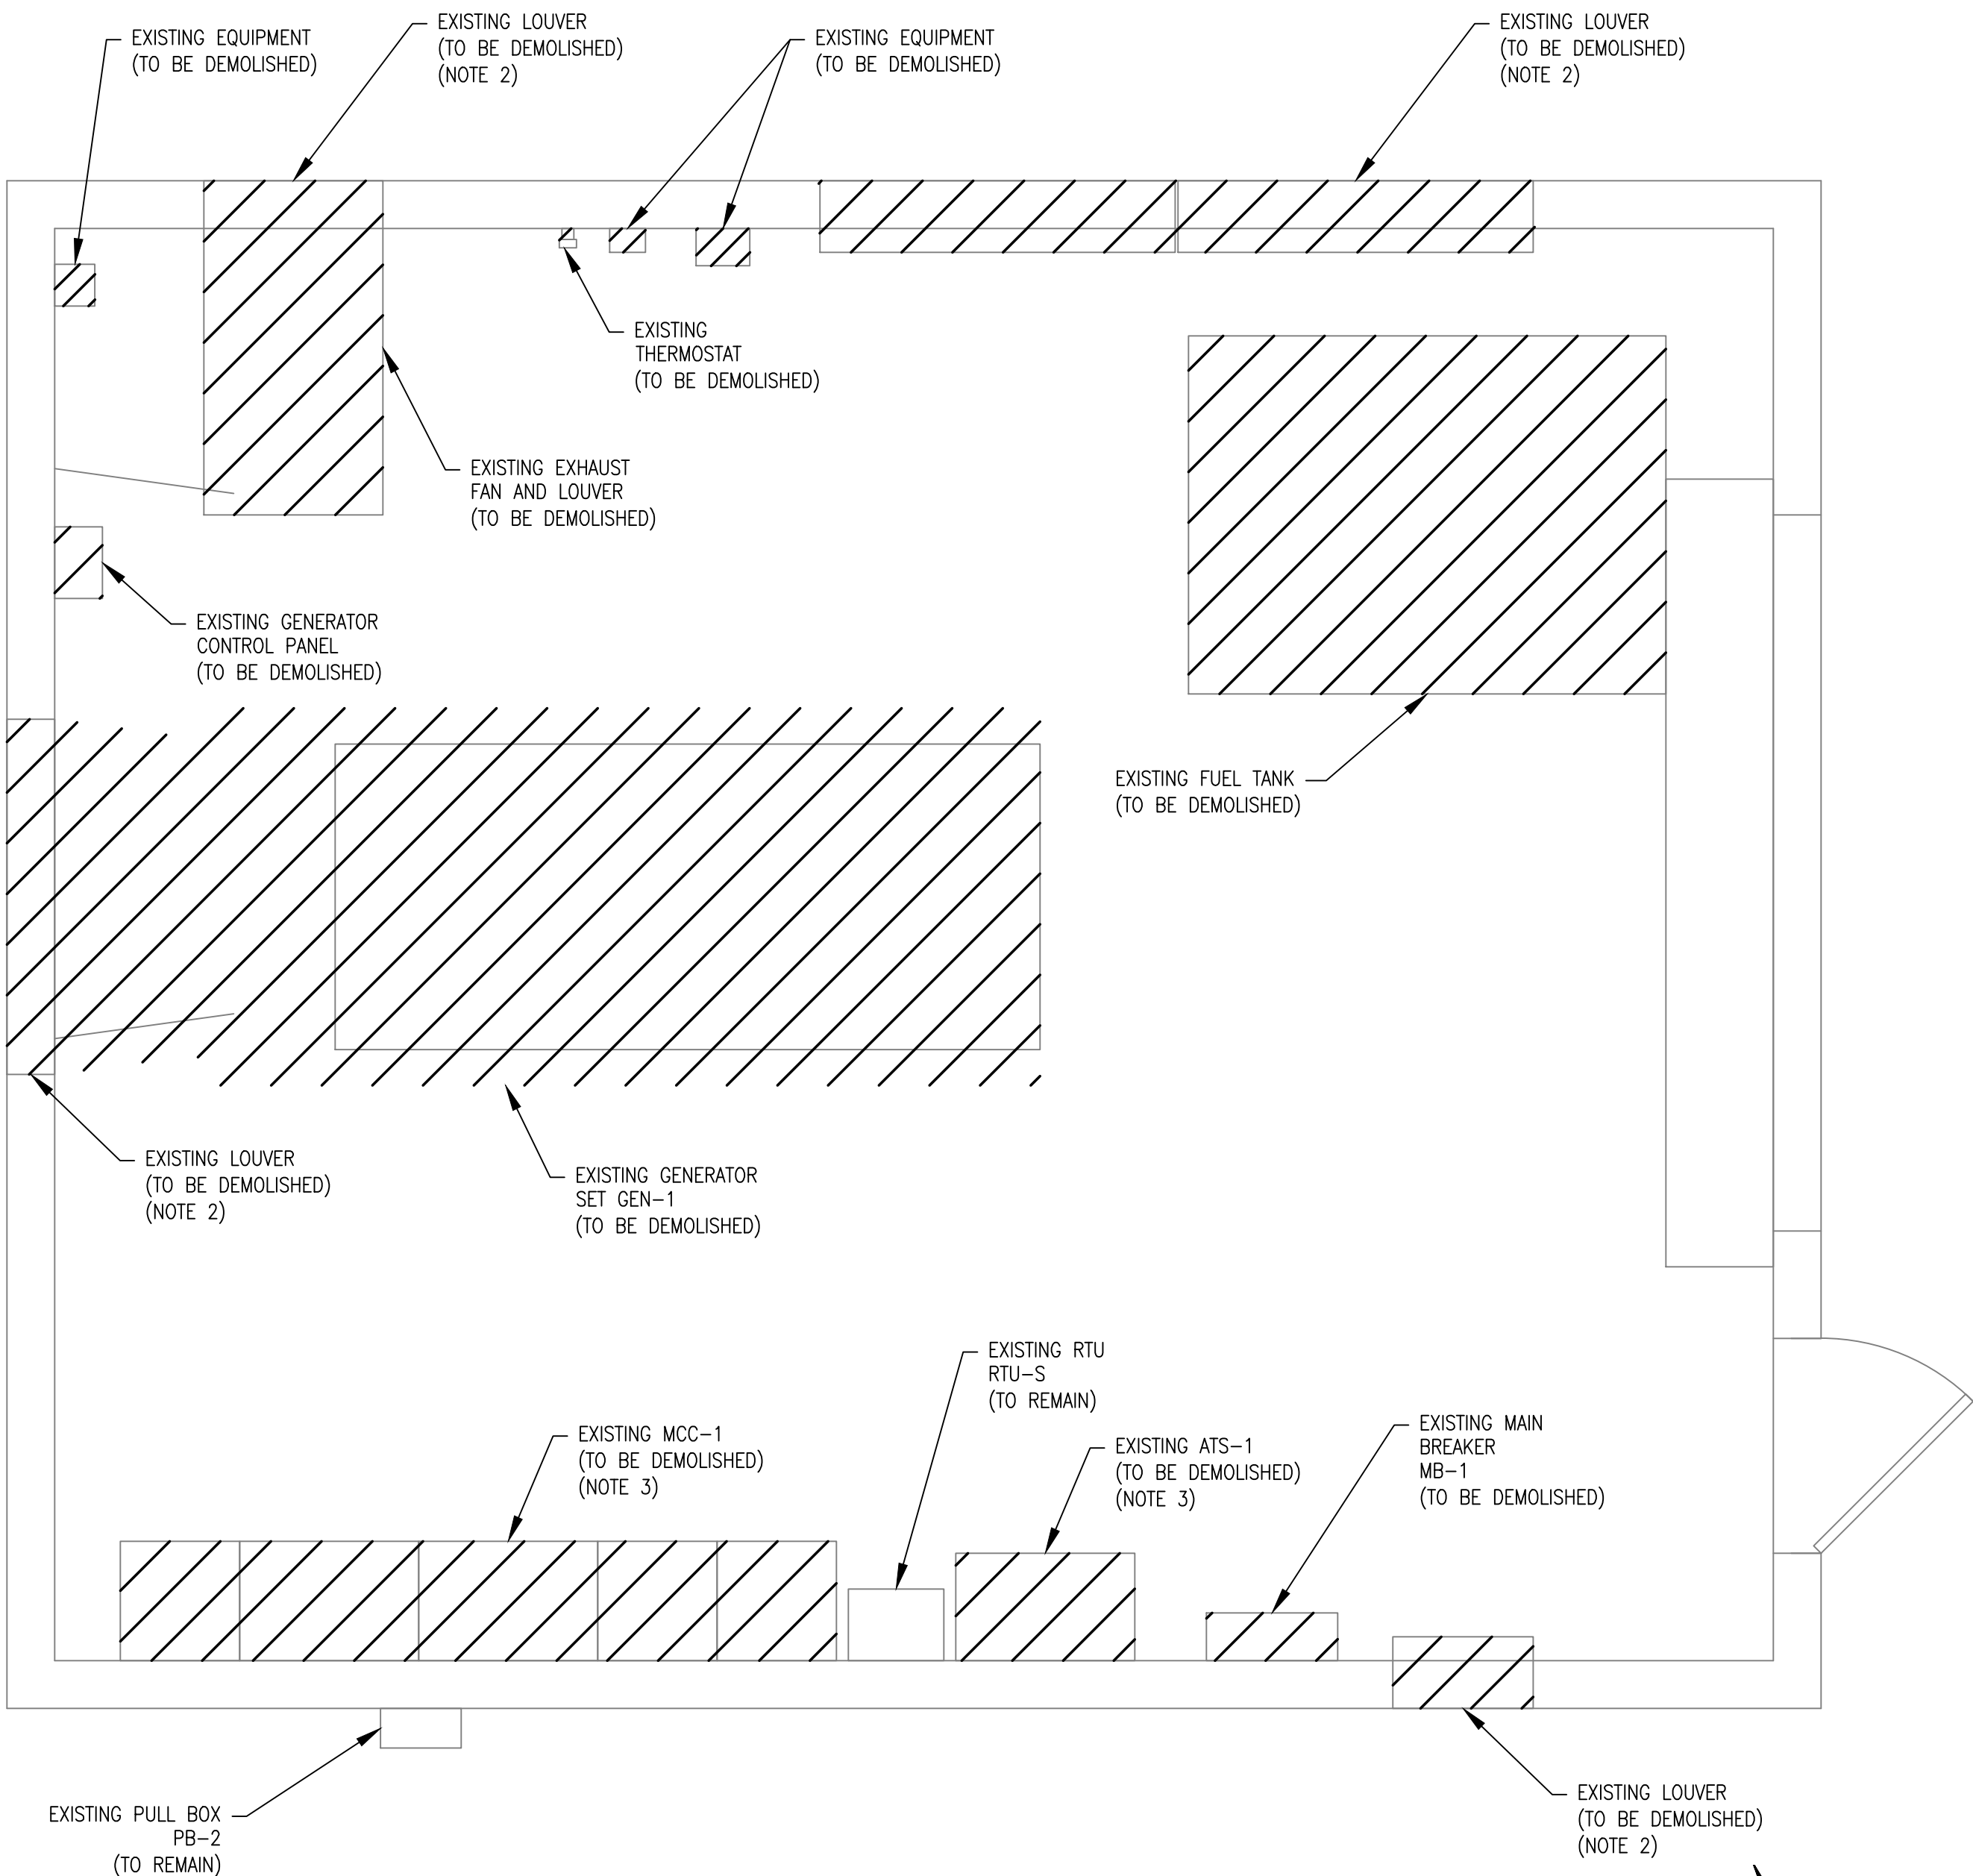 EXISTING EQUIPMENT
(TO BE DEMOLISHED)
EXISTING LOUVER
(TO BE DEMOLISHED)
(NOTE 2)
EXISTING EQUIPMENT
(TO BE DEMOLISHED)
EXISTING LOUVER
(TO BE DEMOLISHED)
(NOTE 2)
EXISTING
THERMOSTAT
(TO BE DEMOLISHED)
EXISTING EXHAUST
FAN AND LOUVER
(TO BE DEMOLISHED)
EXISTING GENERATOR
CONTROL PANEL
(TO BE DEMOLISHED)
EXISTING FUEL TANK
(TO BE DEMOLISHED)
EXISTING LOUVER
(TO BE DEMOLISHED)
(NOTE 2)
EXISTING GENERATOR
SET GEN-1
(TO BE DEMOLISHED)
EXISTING RTU
RTU-S
(TO REMAIN)
EXISTING MCC-1
(TO BE DEMOLISHED)
(NOTE 3)
EXISTING ATS-1
(TO BE DEMOLISHED)
(NOTE 3)
EXISTING MAIN
BREAKER
MB-1
(TO BE DEMOLISHED)
EXISTING PULL BOX
PB-2
(TO REMAIN)
EXISTING LOUVER
(TO BE DEMOLISHED)
(NOTE 2)